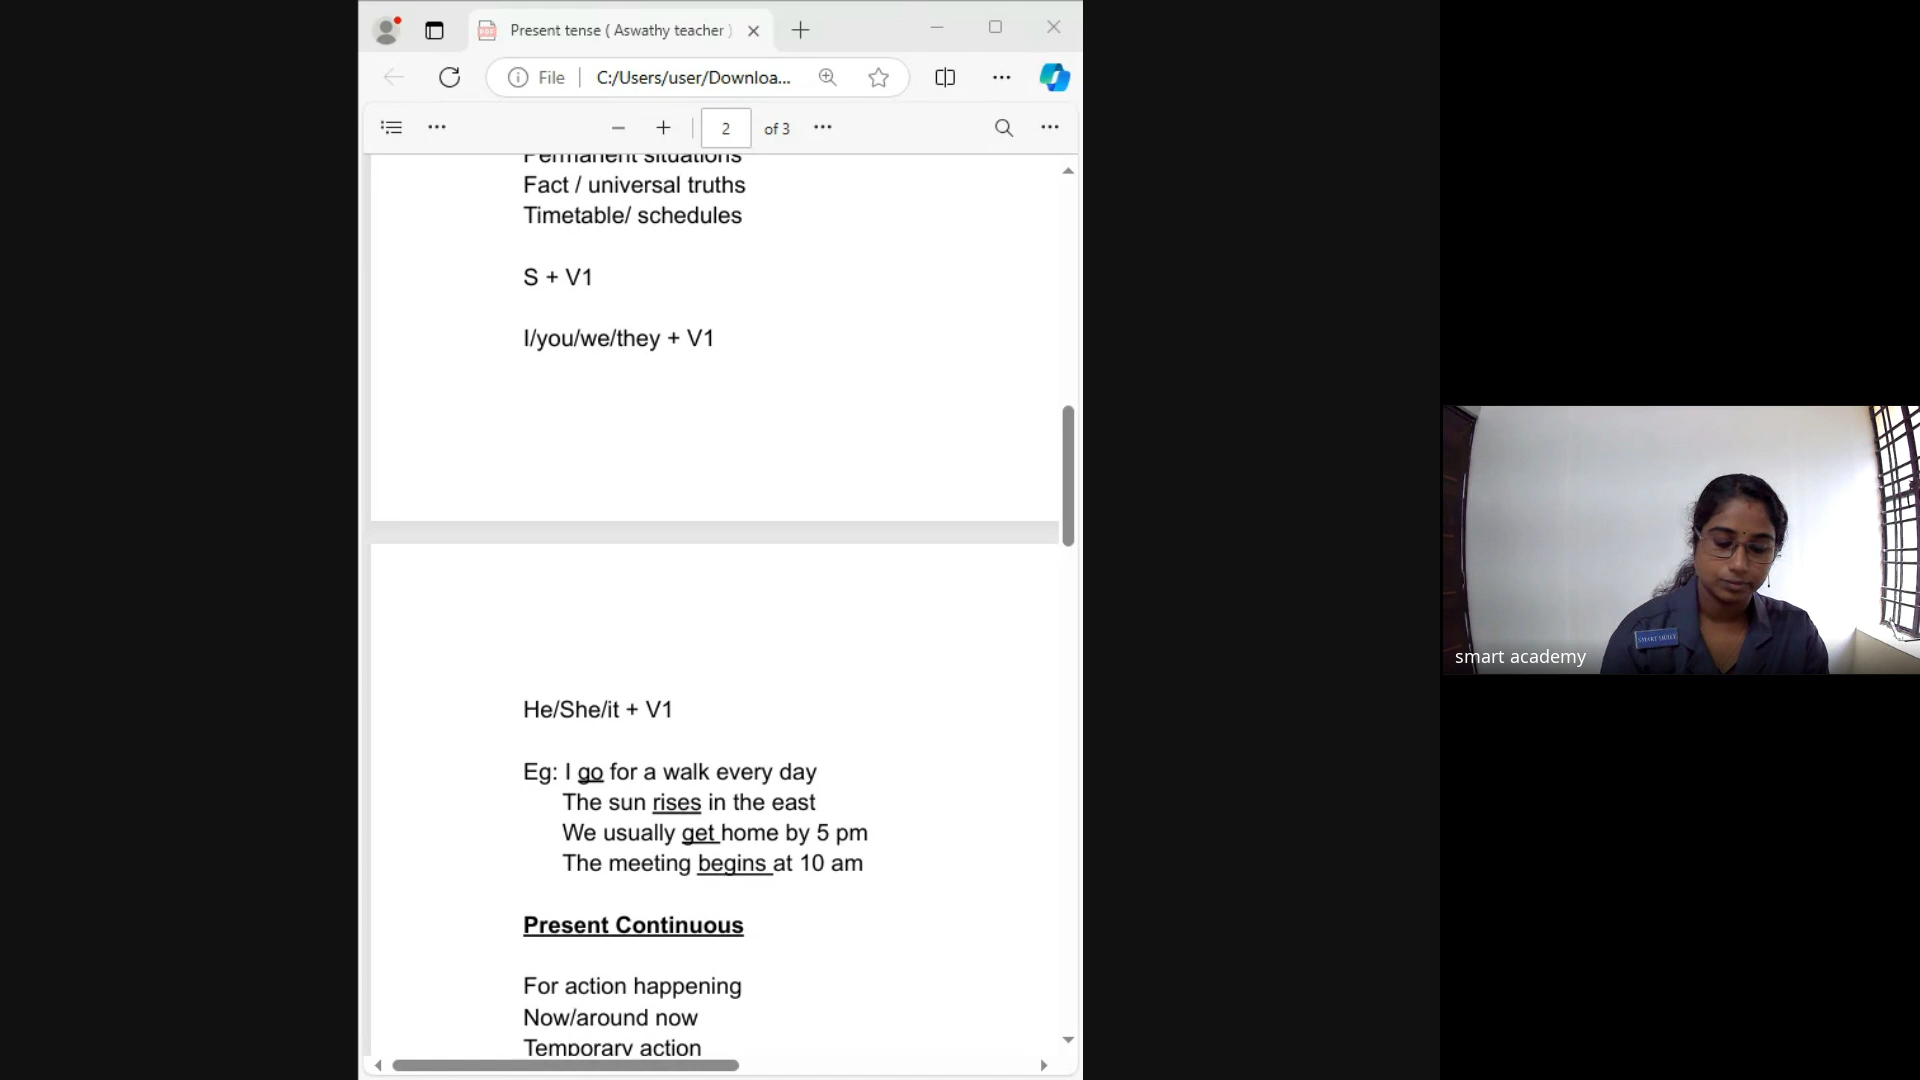 Present tense ( Aswathy teacher )
File
C:/Users/user/Downloa...
2 of 3
Permanent situations
Fact / universal truths
Timetable/ schedules
S + V1
I/you/we/they + V1
He/She/it + V1
Eg: I go for a walk every day
The sun rises in the east
We usually get home by 5 pm
The meeting begins at 10 am
Present Continuous
For action happening
Now/around now
Temporary action
smart academy